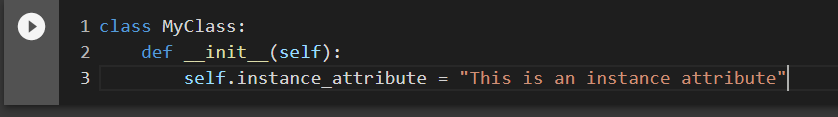 1 class MyClass:
2     def __init__(self):
3         self.instance_attribute = "This is an instance attribute"